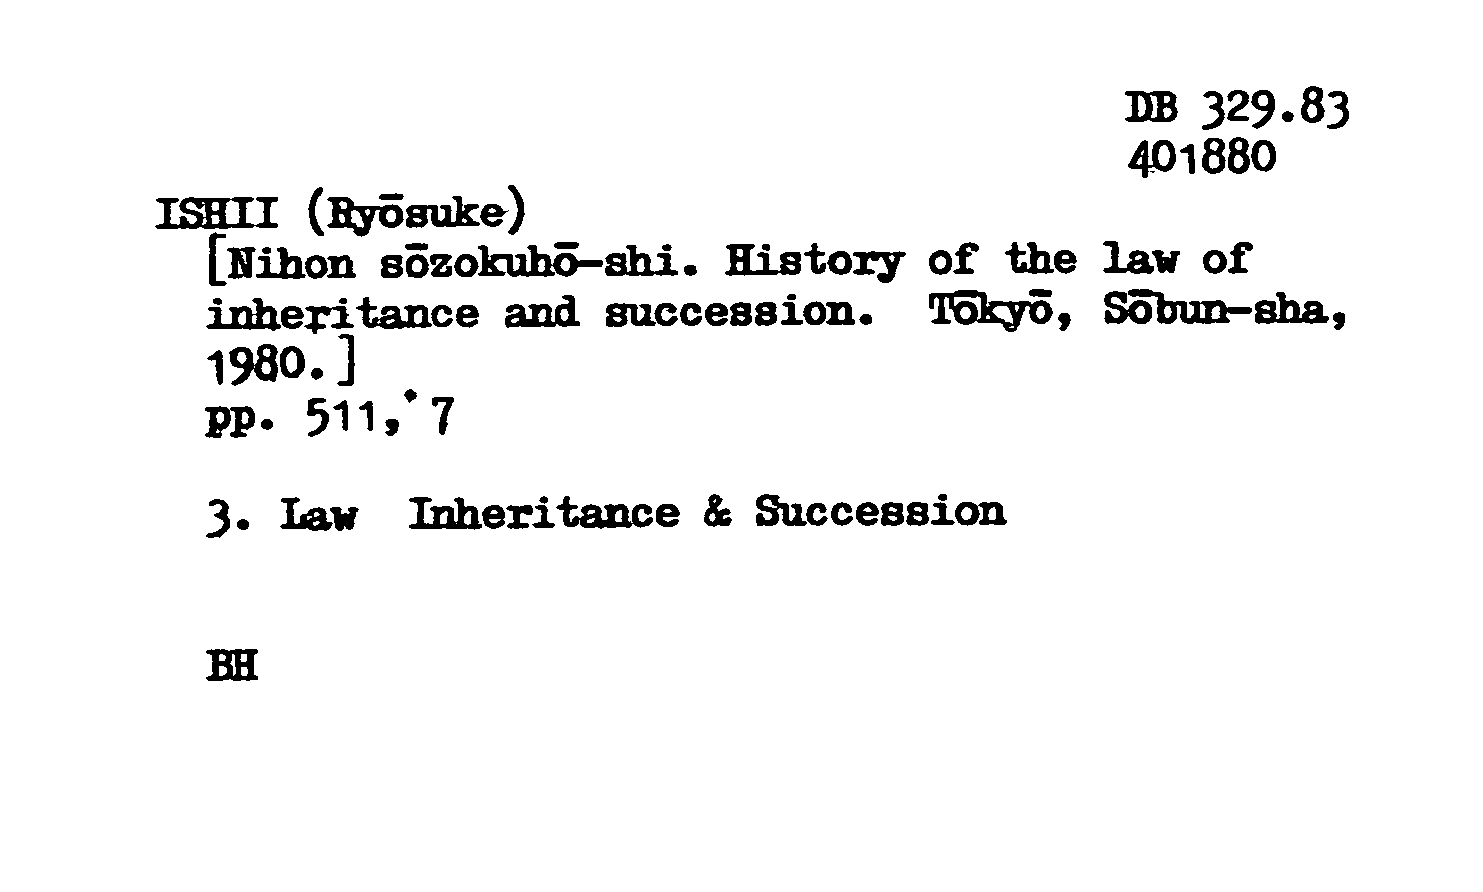 DB 329.83
401880
ISHII (Ryōsuke)
[Nihon sōzokuhō-shi. History of the law of
inheritance and succession. Tōkyō, Sōbun-sha,
1980.]
pp. 511, 7
3. Law Inheritance & Succession
BH